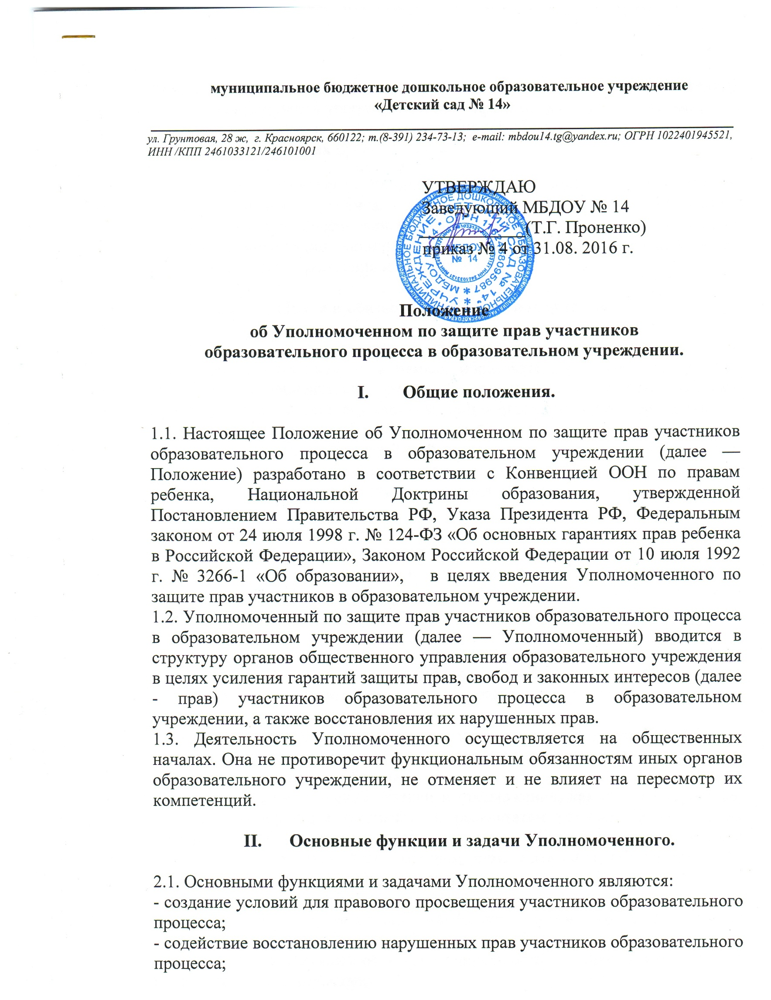 муниципальное бюджетное дошкольное образовательное учреждение
«Детский сад № 14»
ул. Грунтовая, 28 ж, г. Красноярск, 660122; т.(8-391) 234-73-13; e-mail: mbdou14.tg@yandex.ru; ОГРН 1022401945521,
ИНН /КПП 2461033121/246101001
УТВЕРЖДАЮ
Заведующий МБДОУ № 14
(Т.Г. Проненко)
приказ № 4 от 31.08. 2016 г.
МБДОУ
№ 14
Положение
об Уполномоченном по защите прав участников
образовательного процесса в образовательном учреждении.
I. Общие положения.
1.1. Настоящее Положение об Уполномоченном по защите прав участников
образовательного процесса в образовательном учреждении (далее —
Положение) разработано в соответствии с Конвенцией ООН по правам
ребенка, Национальной Доктрины образования, утвержденной
Постановлением Правительства РФ, Указа Президента РФ, Федеральным
законом от 24 июля 1998 г. № 124-ФЗ «Об основных гарантиях прав ребенка
в Российской Федерации», Законом Российской Федерации от 10 июля 1992
г. № 3266-1 «Об образовании», в целях введения Уполномоченного по
защите прав участников в образовательном учреждении.
1.2. Уполномоченный по защите прав участников образовательного процесса
в образовательном учреждении (далее — Уполномоченный) вводится в
структуру органов общественного управления образовательного учреждения
в целях усиления гарантий защиты прав, свобод и законных интересов (далее
- прав) участников образовательного процесса в образовательном
учреждении, а также восстановления их нарушенных прав.
1.3. Деятельность Уполномоченного осуществляется на общественных
началах. Она не противоречит функциональным обязанностям иных органов
образовательного учреждении, не отменяет и не влияет на пересмотр их
компетенций.
II. Основные функции и задачи Уполномоченного.
2.1. Основными функциями и задачами Уполномоченного являются:
- создание условий для правового просвещения участников образовательного
процесса;
- содействие восстановлению нарушенных прав участников образовательного
процесса;